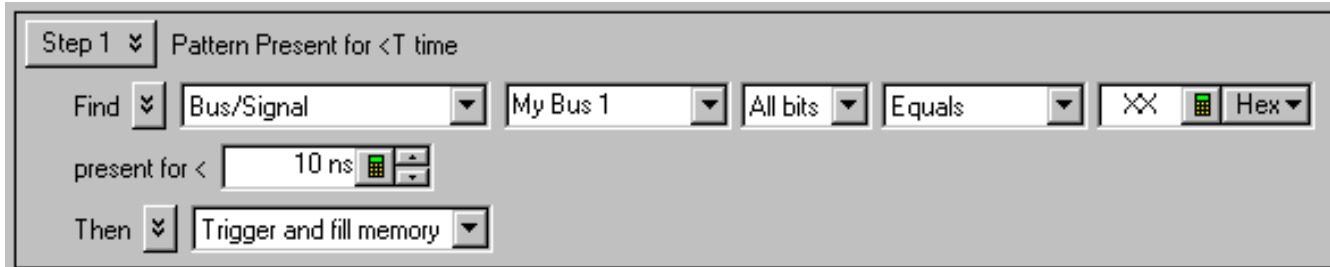 Step 1 Pattern Present for <T time
Find Bus/Signal My Bus 1 All bits Equals XX Hex
present for < 10 ns
Then Trigger and fill memory